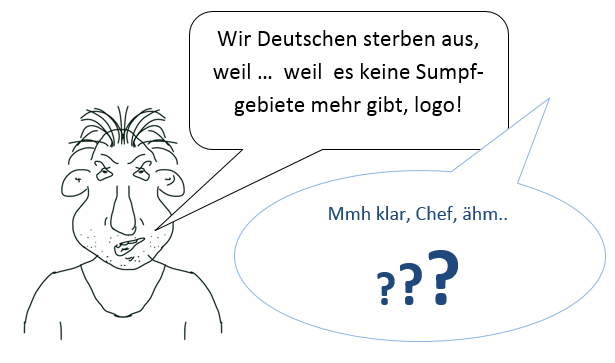 Wir Deutschen sterben aus,
weil … weil es keine Sumpf-
gebiete mehr gibt, logo!
Mmh klar, Chef, ähm..
???